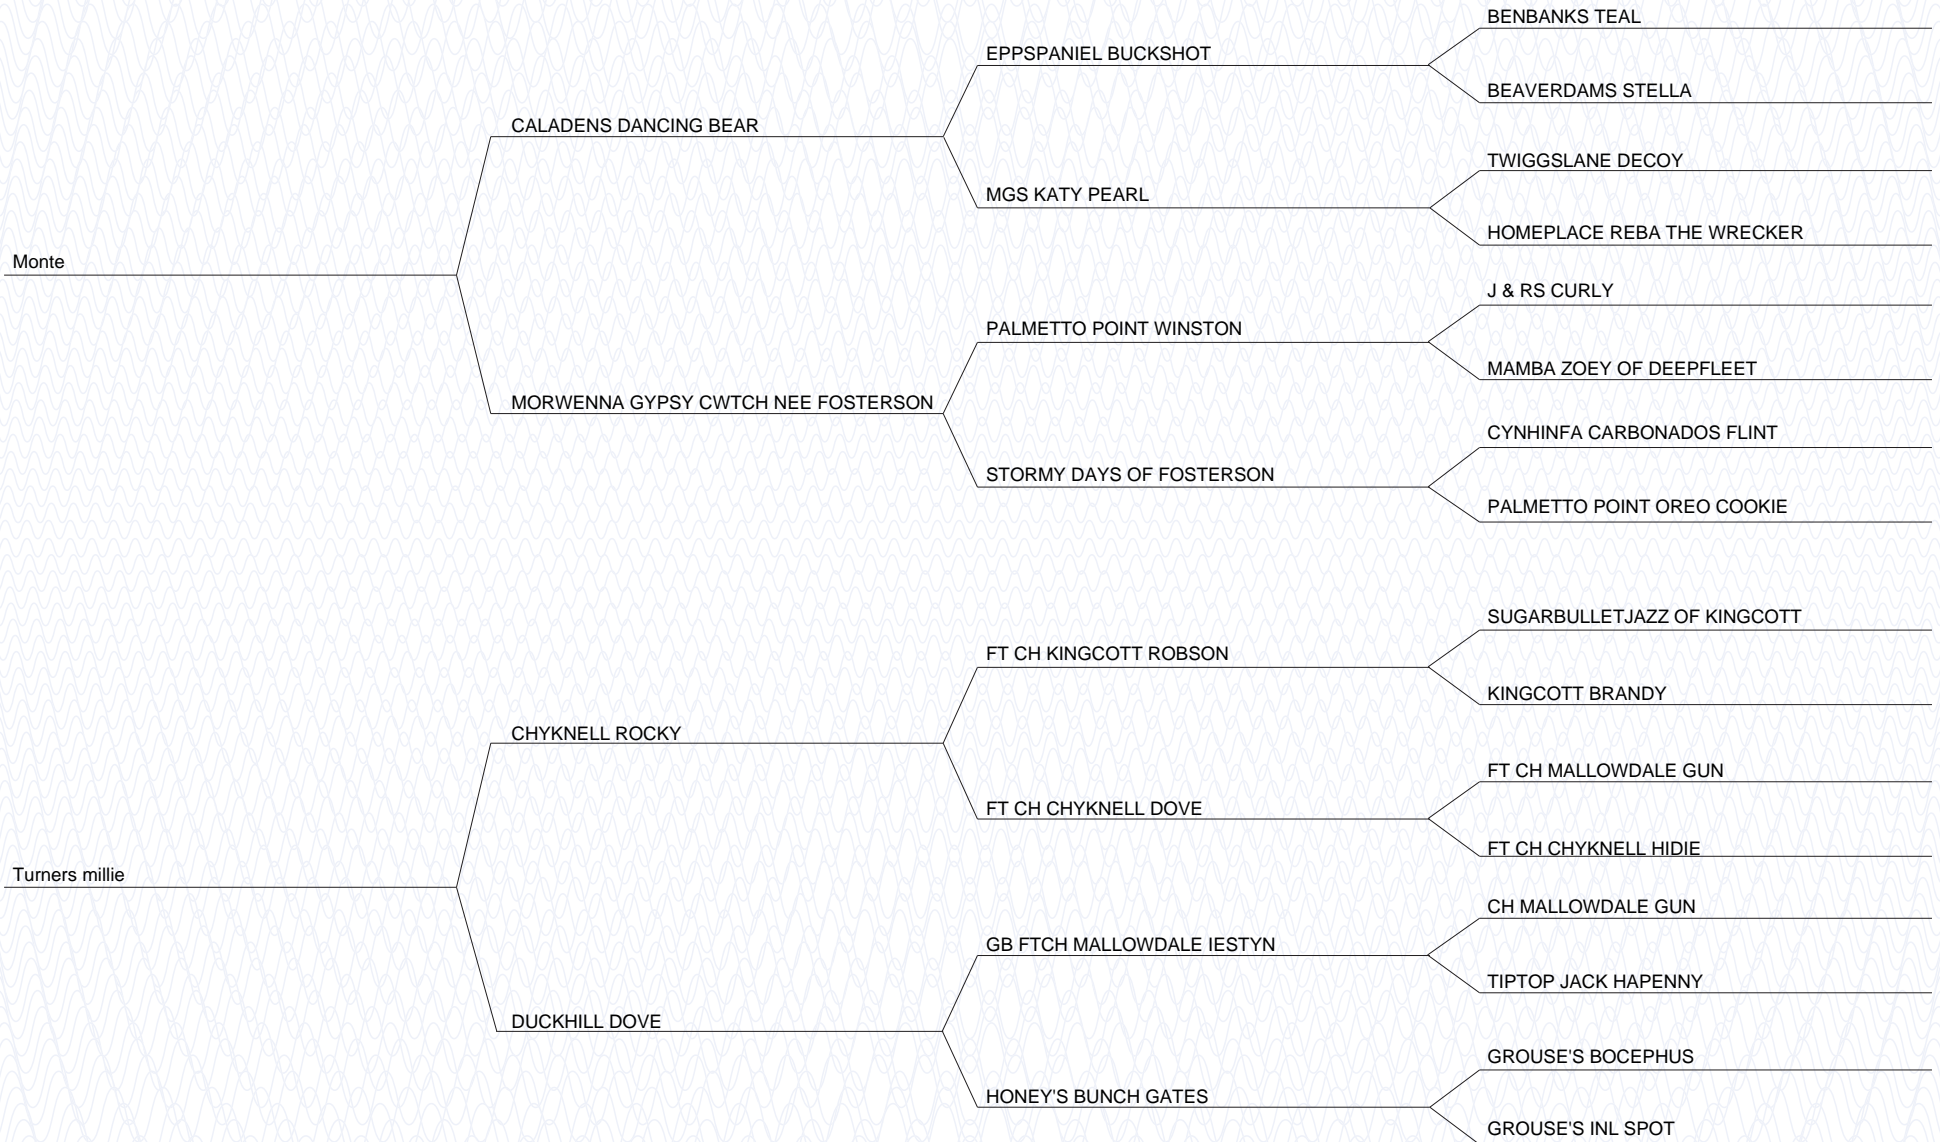 BENBANKS TEAL
EPPSPANIEL BUCKSHOT
BEAVERDAMS STELLA
CALADENS DANCING BEAR
TWIGGSLANE DECOY
MGS KATY PEARL
HOMEPLACE REBA THE WRECKER
Monte
J & RS CURLY
PALMETTO POINT WINSTON
MAMBA ZOEY OF DEEPFLEET
MORWENNA GYPSY CWTCH NEE FOSTERSON
CYNHINFA CARBONADOS FLINT
STORMY DAYS OF FOSTERSON
PALMETTO POINT OREO COOKIE
SUGARBULLETJAZZ OF KINGCOTT
FT CH KINGCOTT ROBSON
KINGCOTT BRANDY
CHYKNELL ROCKY
FT CH MALLOWDALE GUN
FT CH CHYKNELL DOVE
FT CH CHYKNELL HIDIE
Turners millie
CH MALLOWDALE GUN
GB FTCH MALLOWDALE IESTYN
TIPTOP JACK HAPENNY
DUCKHILL DOVE
GROUSE'S BOCEPHUS
HONEY'S BUNCH GATES
GROUSE'S INL SPOT